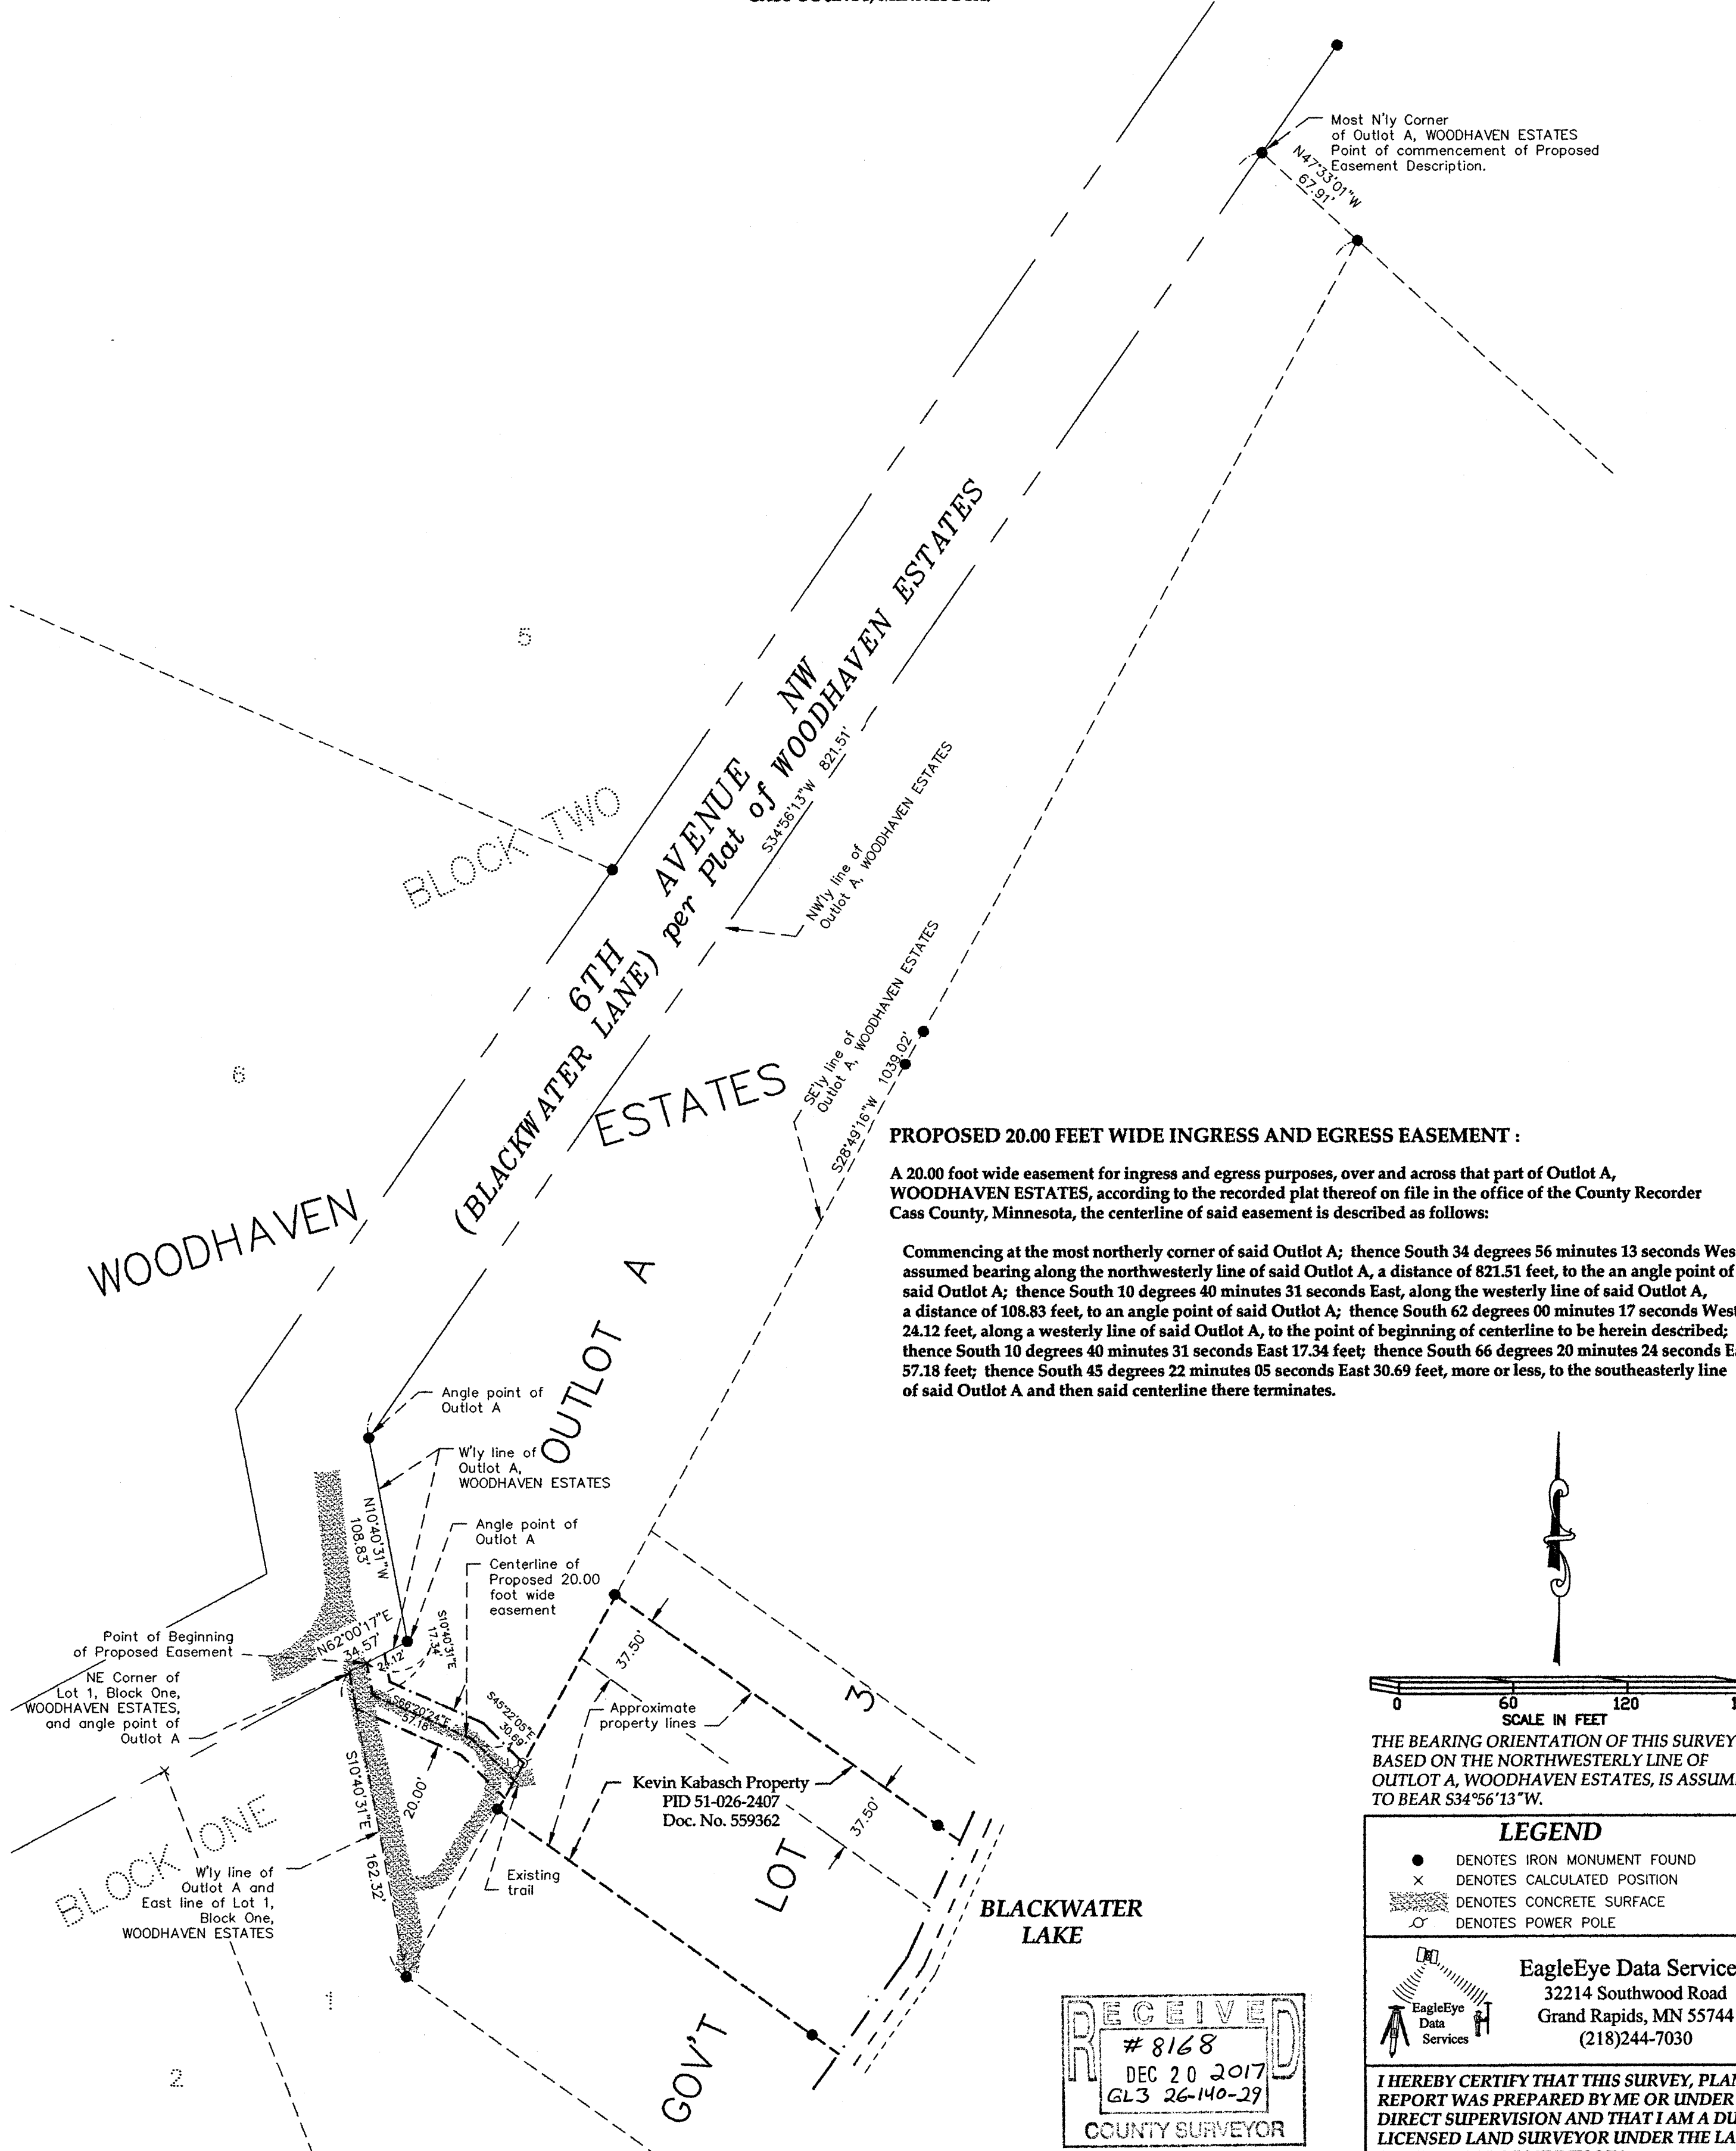 Most N'ly Corner
of Outlot A, WOODHAVEN ESTATES
Point of commencement of Proposed
Easement Description.
N47°33'01"W
67.91'
5
BLOCK TWO
6TH AVENUE NW
(BLACKWATER LANE) per Plat of WOODHAVEN ESTATES
S34°56'13"W 821.51'
NW'ly line of
Outlot A, WOODHAVEN ESTATES
SE'ly line of
Outlot A, WOODHAVEN ESTATES
S28°49'16"W 1039.02'
6
WOODHAVEN ESTATES
OUTLOT A
PROPOSED 20.00 FEET WIDE INGRESS AND EGRESS EASEMENT :
A 20.00 foot wide easement for ingress and egress purposes, over and across that part of Outlot A,
WOODHAVEN ESTATES, according to the recorded plat thereof on file in the office of the County Recorder
Cass County, Minnesota, the centerline of said easement is described as follows:
Commencing at the most northerly corner of said Outlot A; thence South 34 degrees 56 minutes 13 seconds Wes
assumed bearing along the northwesterly line of said Outlot A, a distance of 821.51 feet, to the an angle point of
said Outlot A; thence South 10 degrees 40 minutes 31 seconds East, along the westerly line of said Outlot A,
a distance of 108.83 feet, to an angle point of said Outlot A; thence South 62 degrees 00 minutes 17 seconds West
24.12 feet, along a westerly line of said Outlot A, to the point of beginning of centerline to be herein described;
thence South 10 degrees 40 minutes 31 seconds East 17.34 feet; thence South 66 degrees 20 minutes 24 seconds E
57.18 feet; thence South 45 degrees 22 minutes 05 seconds East 30.69 feet, more or less, to the southeasterly line
of said Outlot A and then said centerline there terminates.
Angle point of
Outlot A
W'ly line of
Outlot A,
WOODHAVEN ESTATES
N10°40'31"W
108.83'
Angle point of
Outlot A
Centerline of
Proposed 20.00
foot wide
easement
Point of Beginning
of Proposed Easement
N62°00'17"E
34.57'
24.12'
S10°40'31"E
17.34'
NE Corner of
Lot 1, Block One,
WOODHAVEN ESTATES,
and angle point of
Outlot A
S66°20'24"E
57.18'
S45°22'05"E
30.69'
20.00'
S10°40'31"E 162.32'
37.50'
Approximate
property lines
Kevin Kabasch Property
PID 51-026-2407
Doc. No. 559362
37.50'
BLOCK ONE
W'ly line of
Outlot A and
East line of Lot 1,
Block One,
WOODHAVEN ESTATES
Existing
trail
GOV'T LOT 3
BLACKWATER
LAKE
1
2
RECEIVED
# 8168
DEC 20 2017
GL3 26-140-29
COUNTY SURVEYOR
0 60 120
SCALE IN FEET
THE BEARING ORIENTATION OF THIS SURVEY
BASED ON THE NORTHWESTERLY LINE OF
OUTLOT A, WOODHAVEN ESTATES, IS ASSUM
TO BEAR S34°56'13"W.
LEGEND
DENOTES IRON MONUMENT FOUND
DENOTES CALCULATED POSITION
DENOTES CONCRETE SURFACE
DENOTES POWER POLE
EagleEye
Data
Services
EagleEye Data Service
32214 Southwood Road
Grand Rapids, MN 55744
(218)244-7030
I HEREBY CERTIFY THAT THIS SURVEY, PLAN
REPORT WAS PREPARED BY ME OR UNDER
DIRECT SUPERVISION AND THAT I AM A DU
LICENSED LAND SURVEYOR UNDER THE LA